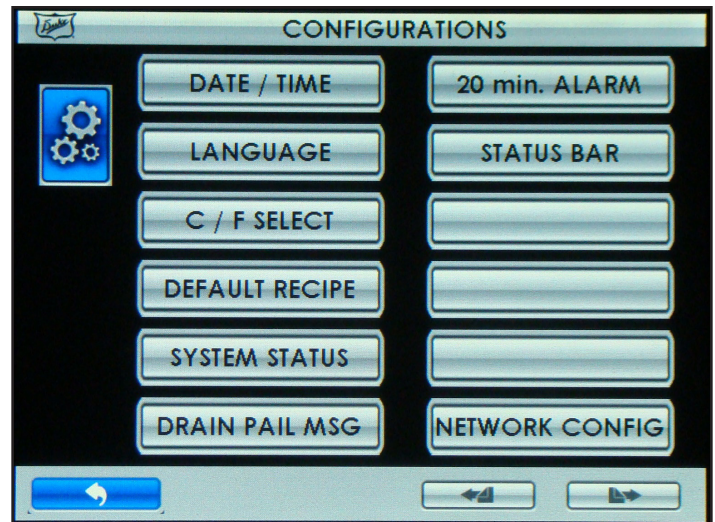 Duke
CONFIGURATIONS
DATE / TIME
20 min. ALARM
LANGUAGE
STATUS BAR
C / F SELECT
DEFAULT RECIPE
SYSTEM STATUS
DRAIN PAIL MSG
NETWORK CONFIG